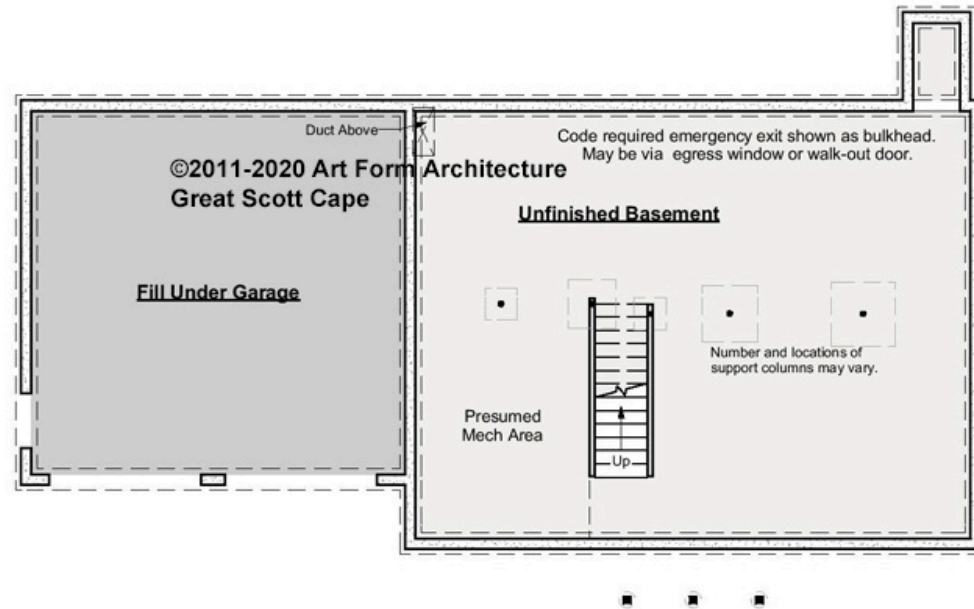 Duct Above
Code required emergency exit shown as bulkhead.
May be via egress window or walk-out door.
©2011-2020 Art Form Architecture
Great Scott Cape
Unfinished Basement
Fill Under Garage
Number and locations of
support columns may vary.
Presumed
Mech Area
Up